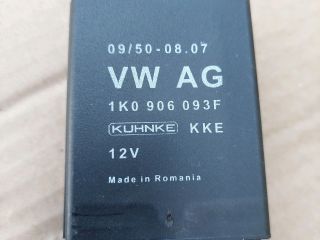 09/50-08.07
VW AG
1K0 906 093F
KUHNKE KKE
12V
Made in Romania